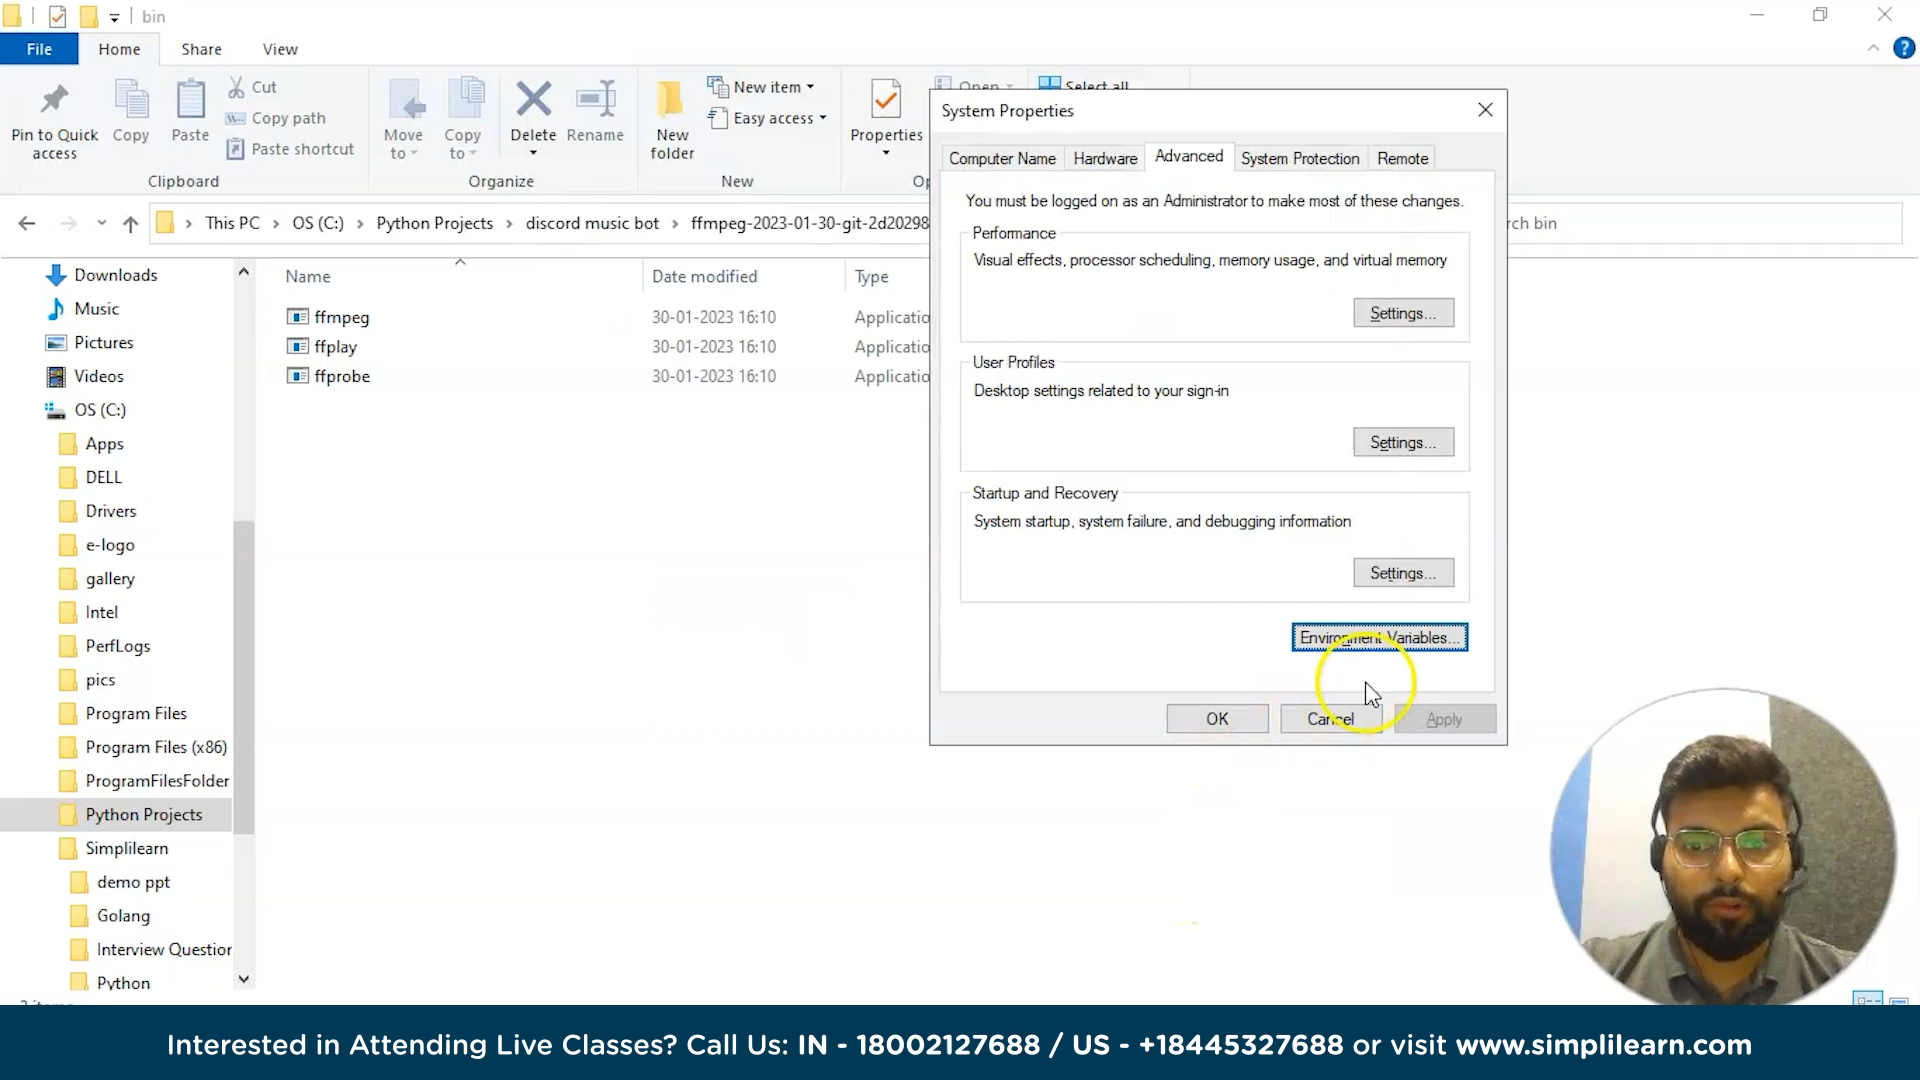 bin
File Home Share View
Pin to Quick access
Copy
Paste
Cut
Copy path
Paste shortcut
Clipboard
Move to
Copy to
Delete
Rename
Organize
New folder
New item
Easy access
New
Properties
Open
Select all
This PC > OS (C:) > Python Projects > discord music bot > ffmpeg-2023-01-30-git-2d20298
rch bin
Downloads
Music
Pictures
Videos
OS (C:)
Apps
DELL
Drivers
e-logo
gallery
Intel
PerfLogs
pics
Program Files
Program Files (x86)
ProgramFilesFolder
Python Projects
Simplilearn
demo ppt
Golang
Interview Question
Python
Name Date modified Type
ffmpeg 30-01-2023 16:10 Applicatio
ffplay 30-01-2023 16:10 Applicatio
ffprobe 30-01-2023 16:10 Applicatio
System Properties
Computer Name Hardware Advanced System Protection Remote
You must be logged on as an Administrator to make most of these changes.
Performance
Visual effects, processor scheduling, memory usage, and virtual memory
Settings...
User Profiles
Desktop settings related to your sign-in
Settings...
Startup and Recovery
System startup, system failure, and debugging information
Settings...
Environment Variables...
OK Cancel Apply
Interested in Attending Live Classes? Call Us: IN - 18002127688 / US - +18445327688 or visit www.simplilearn.com